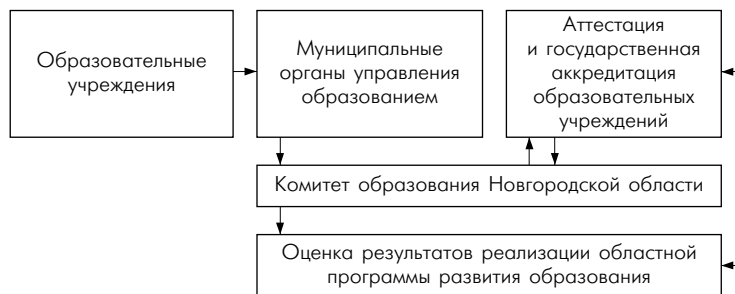 Образовательные
учреждения
Муниципальные
органы управления
образованием
Аттестация
и государственная
аккредитация
образовательных
учреждений
Комитет образования Новгородской области
Оценка результатов реализации областной
программы развития образования